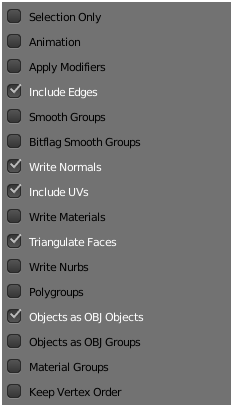 Selection Only
Animation
Apply Modifiers
Include Edges
Smooth Groups
Bitflag Smooth Groups
Write Normals
Include UVs
Write Materials
Triangulate Faces
Write Nurbs
Polygroups
Objects as OBJ Objects
Objects as OBJ Groups
Material Groups
Keep Vertex Order